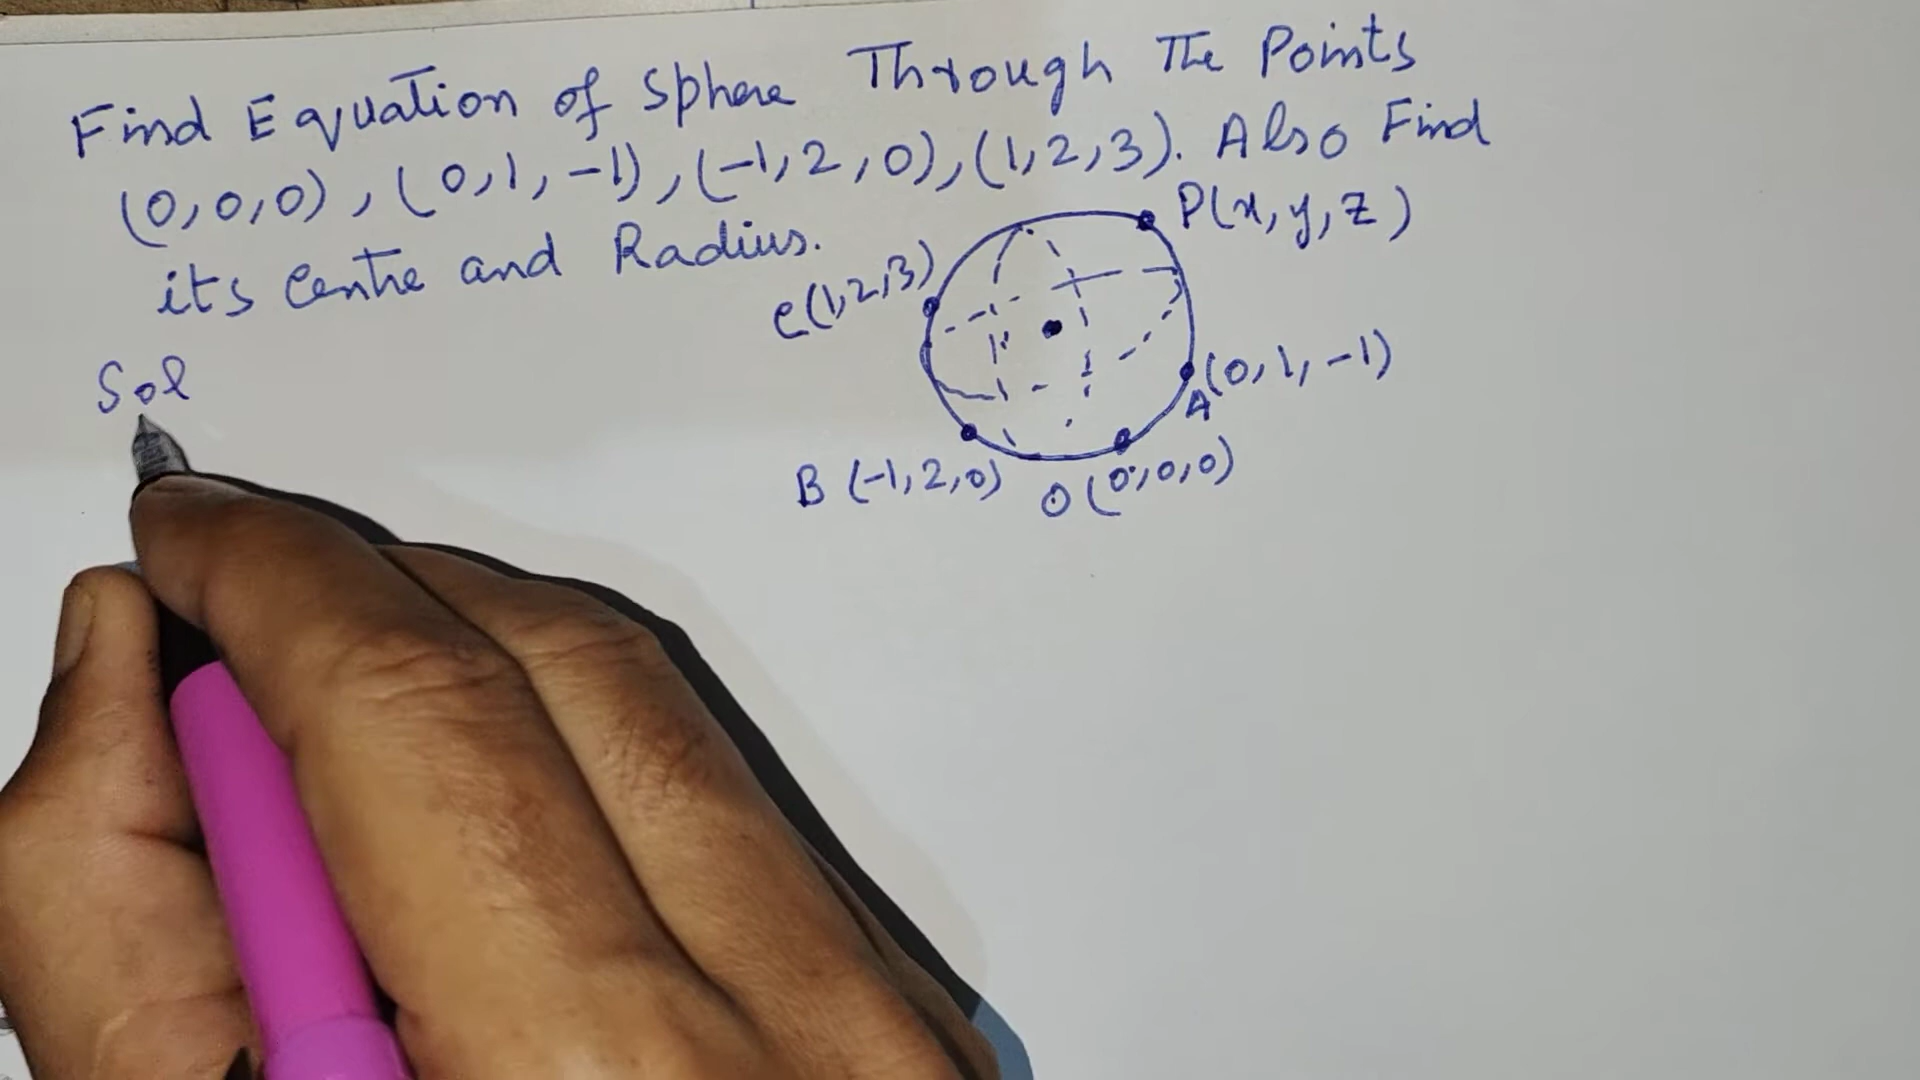 Find Equation of Sphere Through The Points
(0,0,0), (0,1,-1), (-1,2,0), (1,2,3). Also Find
its Centre and Radius.
P(x,y,z)
C(1,2,3)
Sol
(0,1,-1)
A
B (-1,2,0)
O (0,0,0)